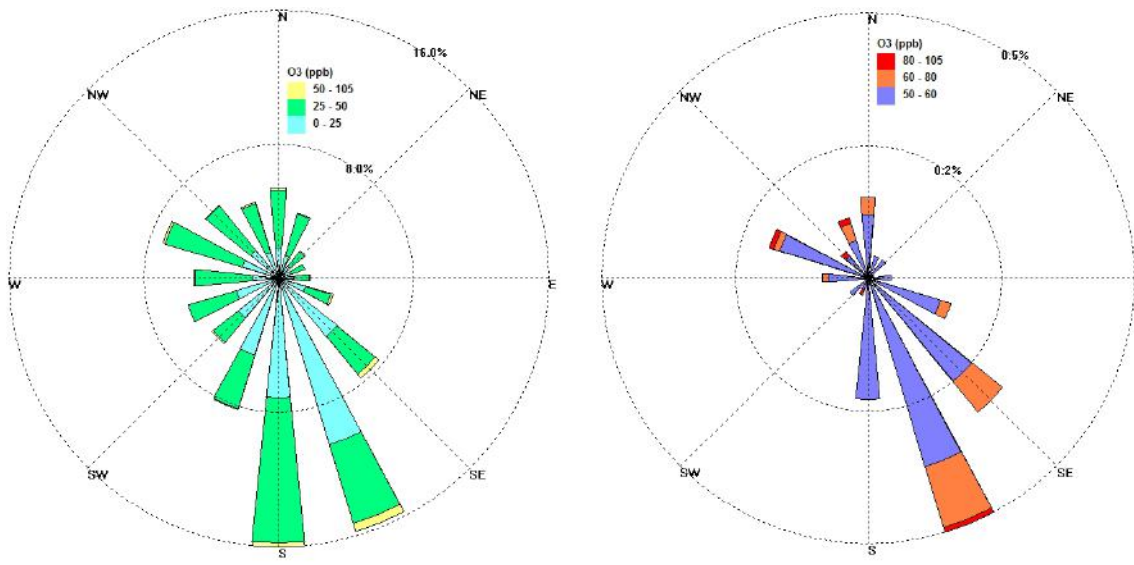 N
16.0%
O3 (ppb)
50 - 105
25 - 50
0 - 25
NW
NE
8.0%
W
E
SW
SE
S
N
0.5%
O3 (ppb)
80 - 105
60 - 80
50 - 60
NW
NE
0.2%
W
E
SW
SE
S